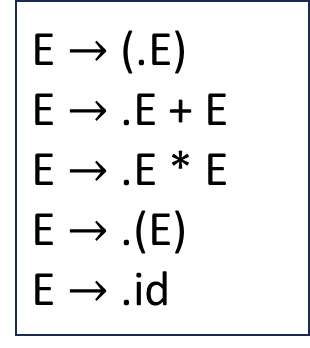 E → (.E)
E → .E + E
E → .E * E
E → .(E)
E → .id